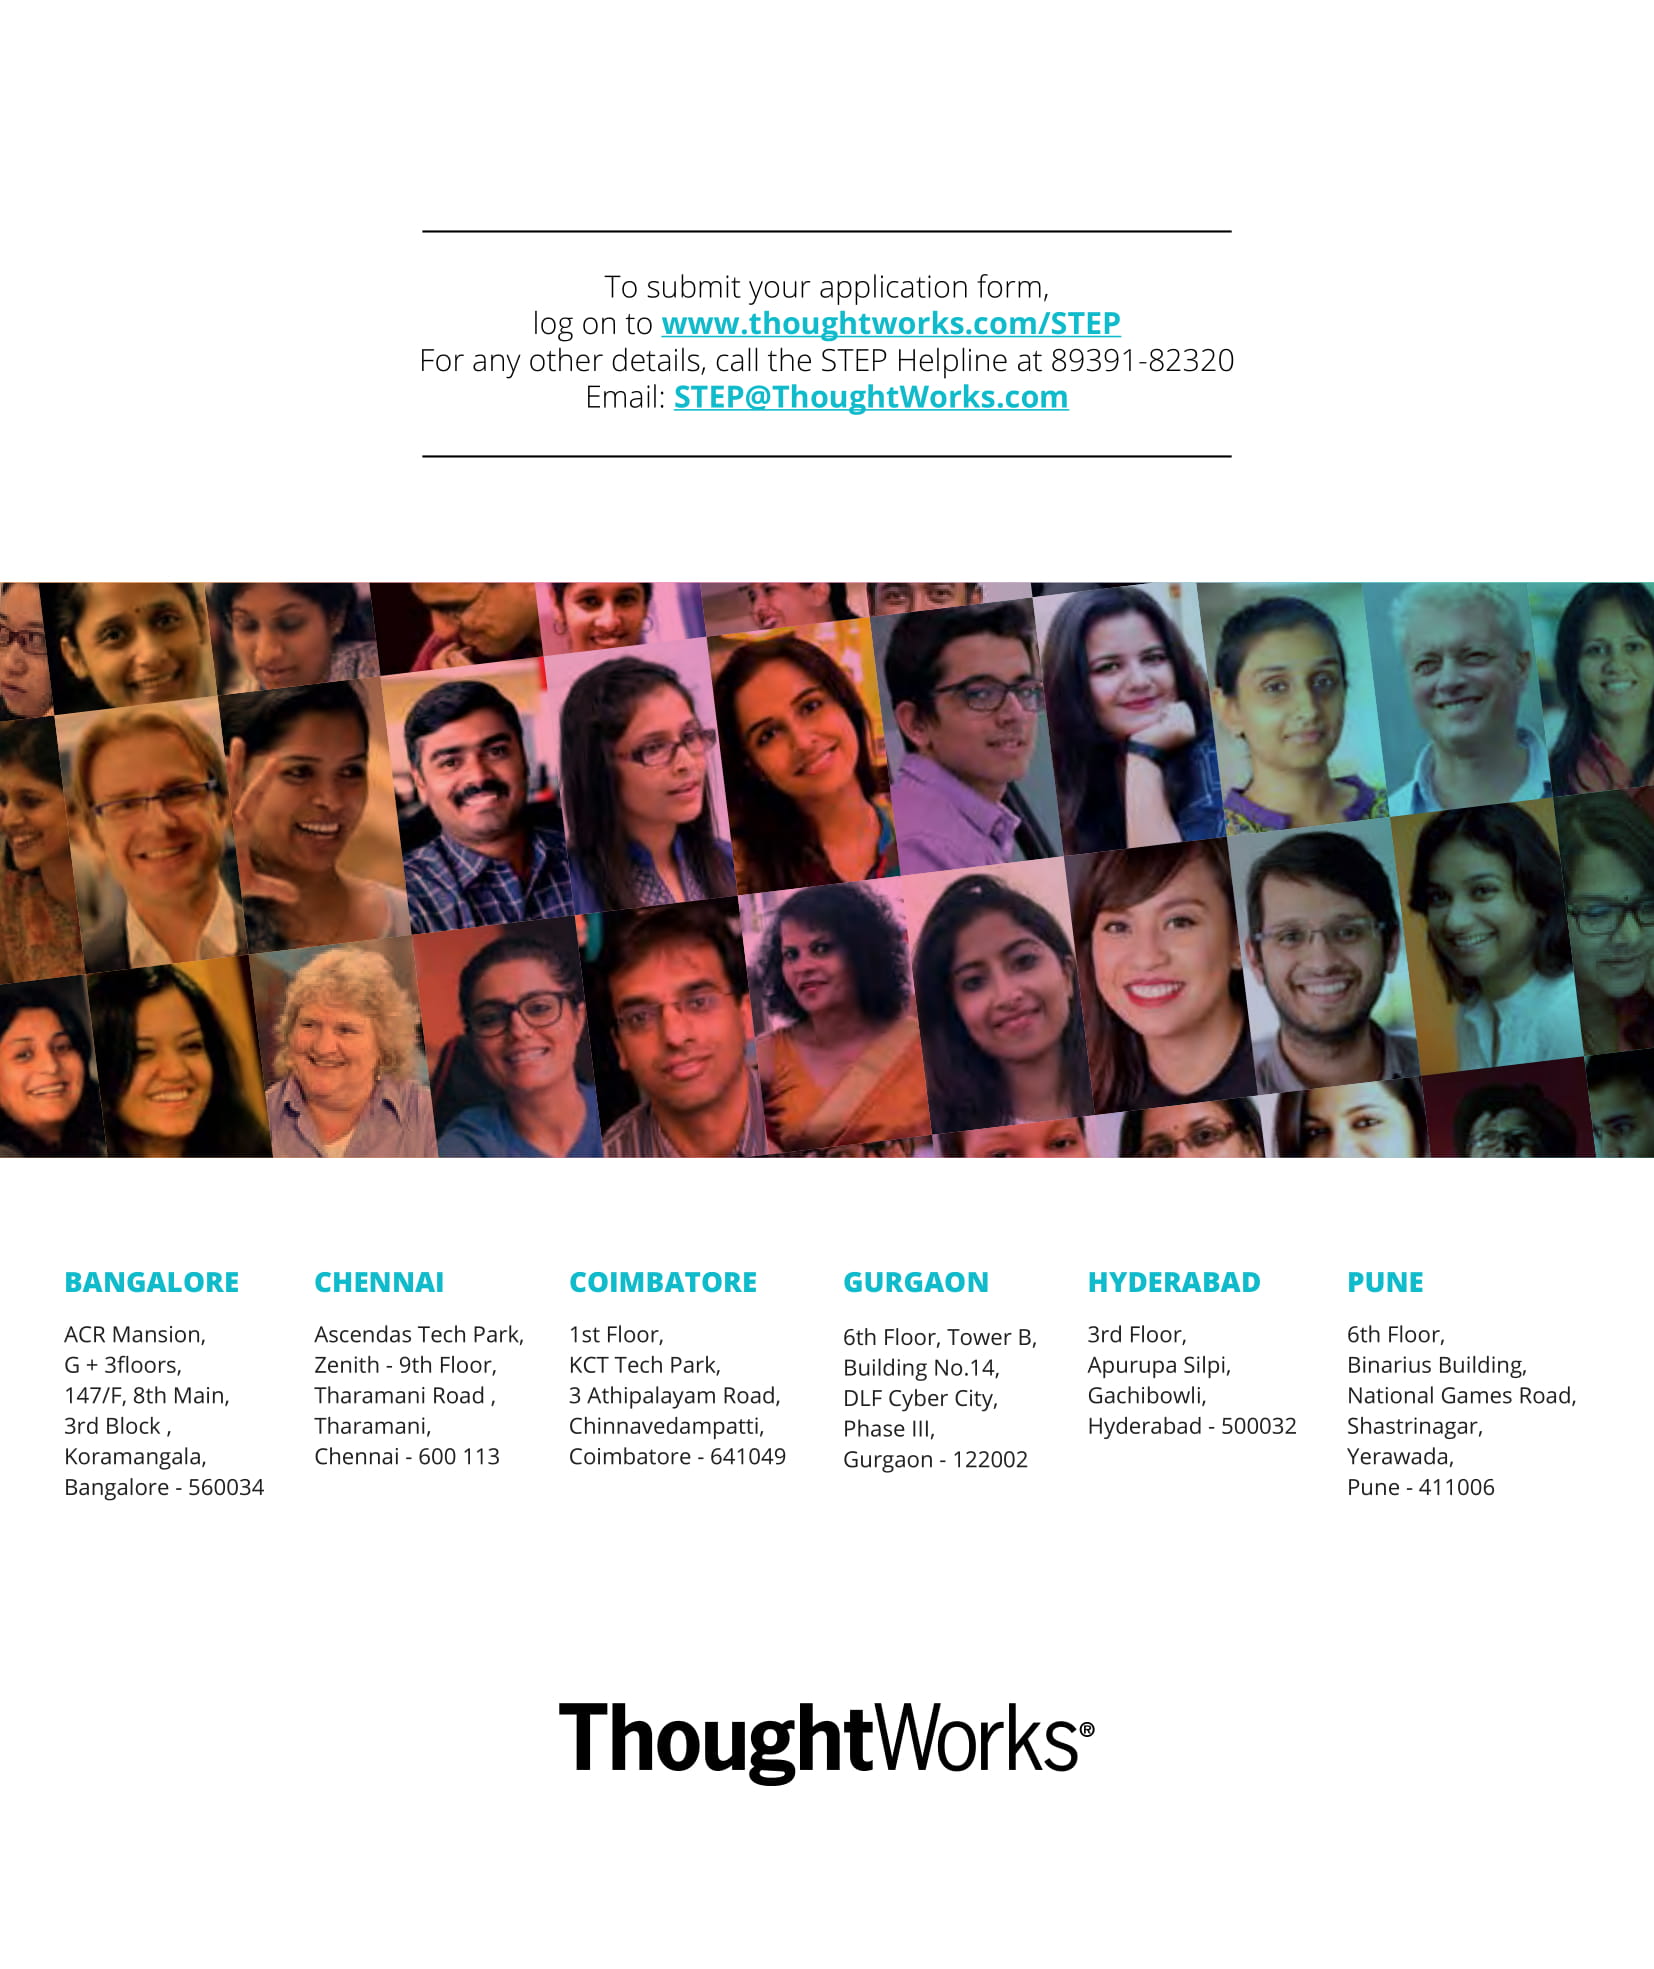 To submit your application form,
log on to www.thoughtworks.com/STEP
For any other details, call the STEP Helpline at 89391-82320
Email: STEP@ThoughtWorks.com
BANGALORE
ACR Mansion,
G + 3floors,
147/F, 8th Main,
3rd Block ,
Koramangala,
Bangalore - 560034
CHENNAI
Ascendas Tech Park,
Zenith - 9th Floor,
Tharamani Road ,
Tharamani,
Chennai - 600 113
COIMBATORE
1st Floor,
KCT Tech Park,
3 Athipalayam Road,
Chinnavedampatti,
Coimbatore - 641049
GURGAON
6th Floor, Tower B,
Building No.14,
DLF Cyber City,
Phase III,
Gurgaon - 122002
HYDERABAD
3rd Floor,
Apurupa Silpi,
Gachibowli,
Hyderabad - 500032
PUNE
6th Floor,
Binarius Building,
National Games Road,
Shastrinagar,
Yerawada,
Pune - 411006
ThoughtWorks®